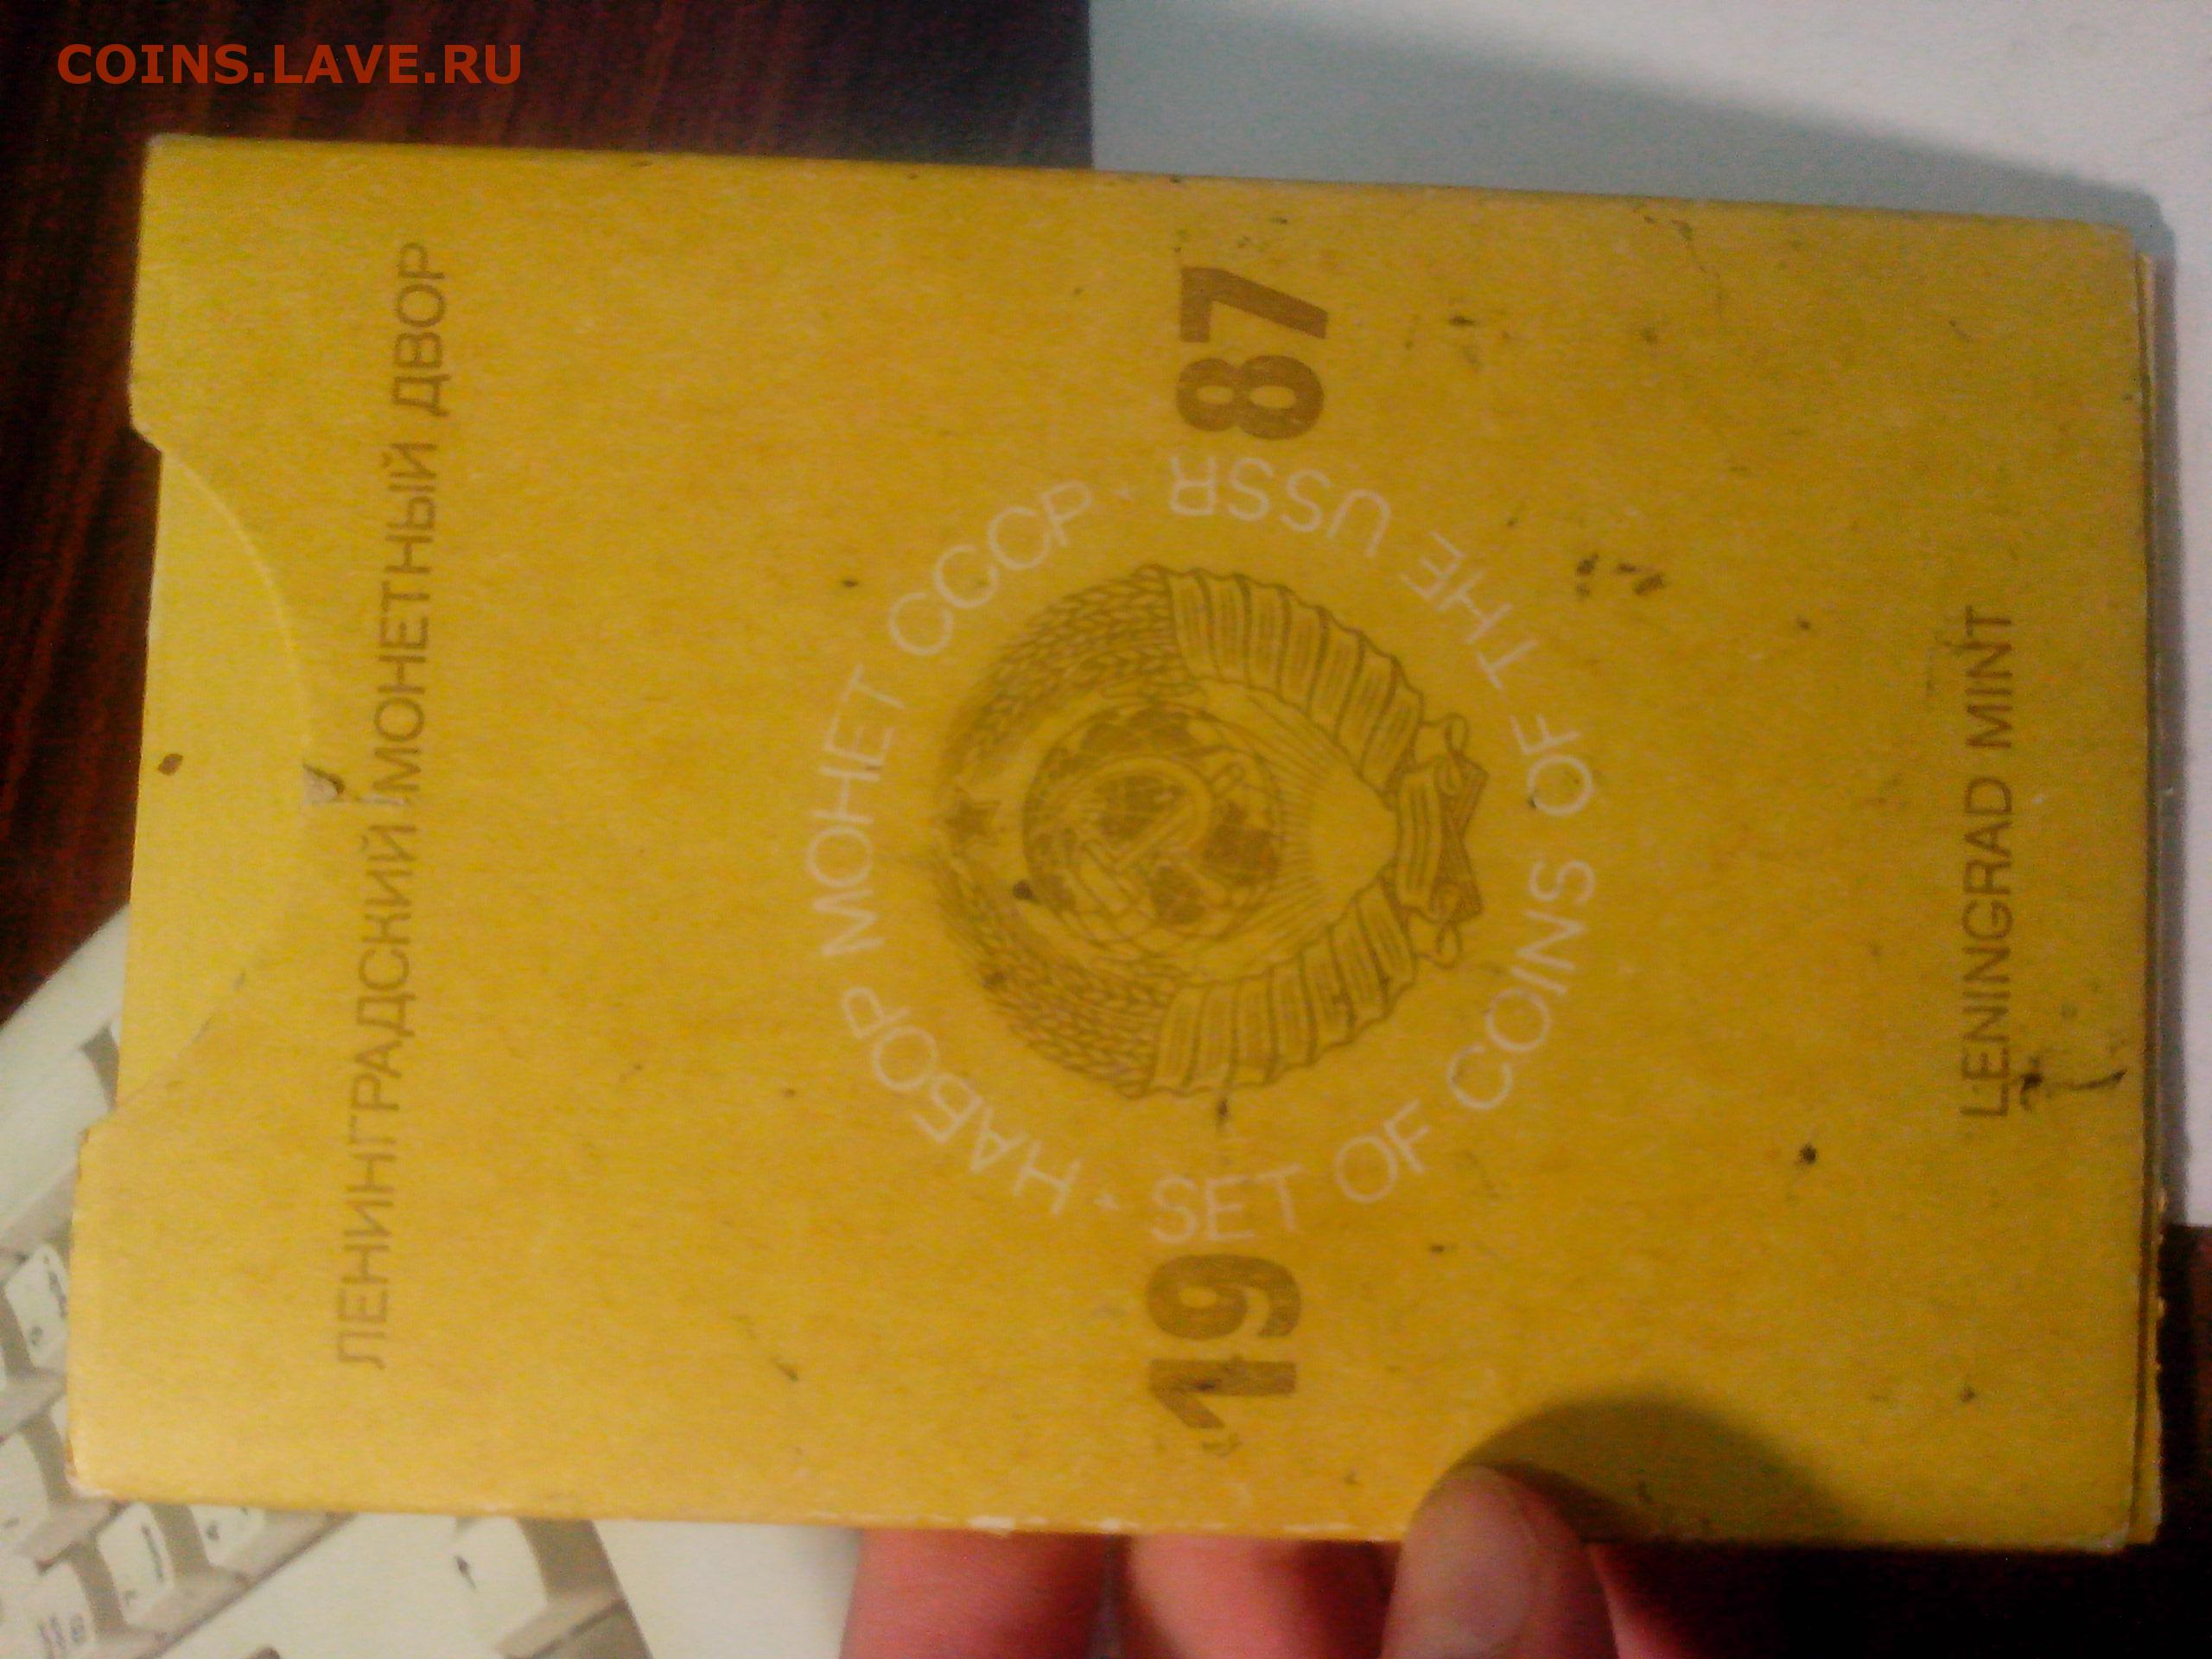 COINS.LAVE.RU
ЛЕНИНГРАДСКИЙ МОНЕТНЫЙ ДВОР
НАБОР МОНЕТ СССР ·
19 87
SET OF COINS OF THE USSR ·
LENINGRAD MINT